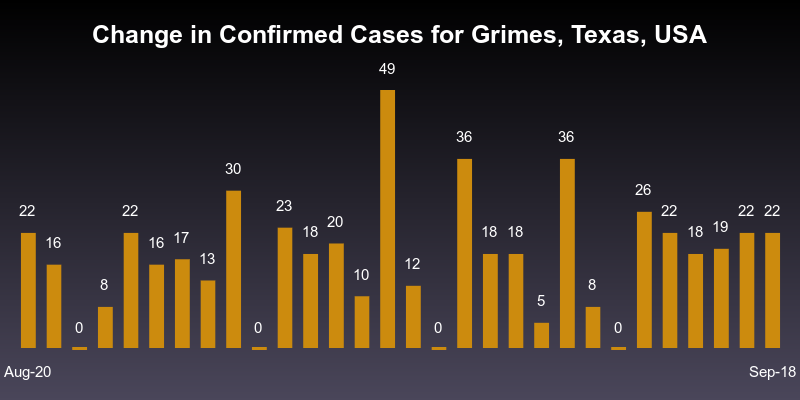 Change in Confirmed Cases for Grimes, Texas, USA
22 16 0 8 22 16 17 13 30 0 23 18 20 10 49 12 0 36 18 18 5 36 8 0 26 22 18 19 22 22
Aug-20 Sep-18